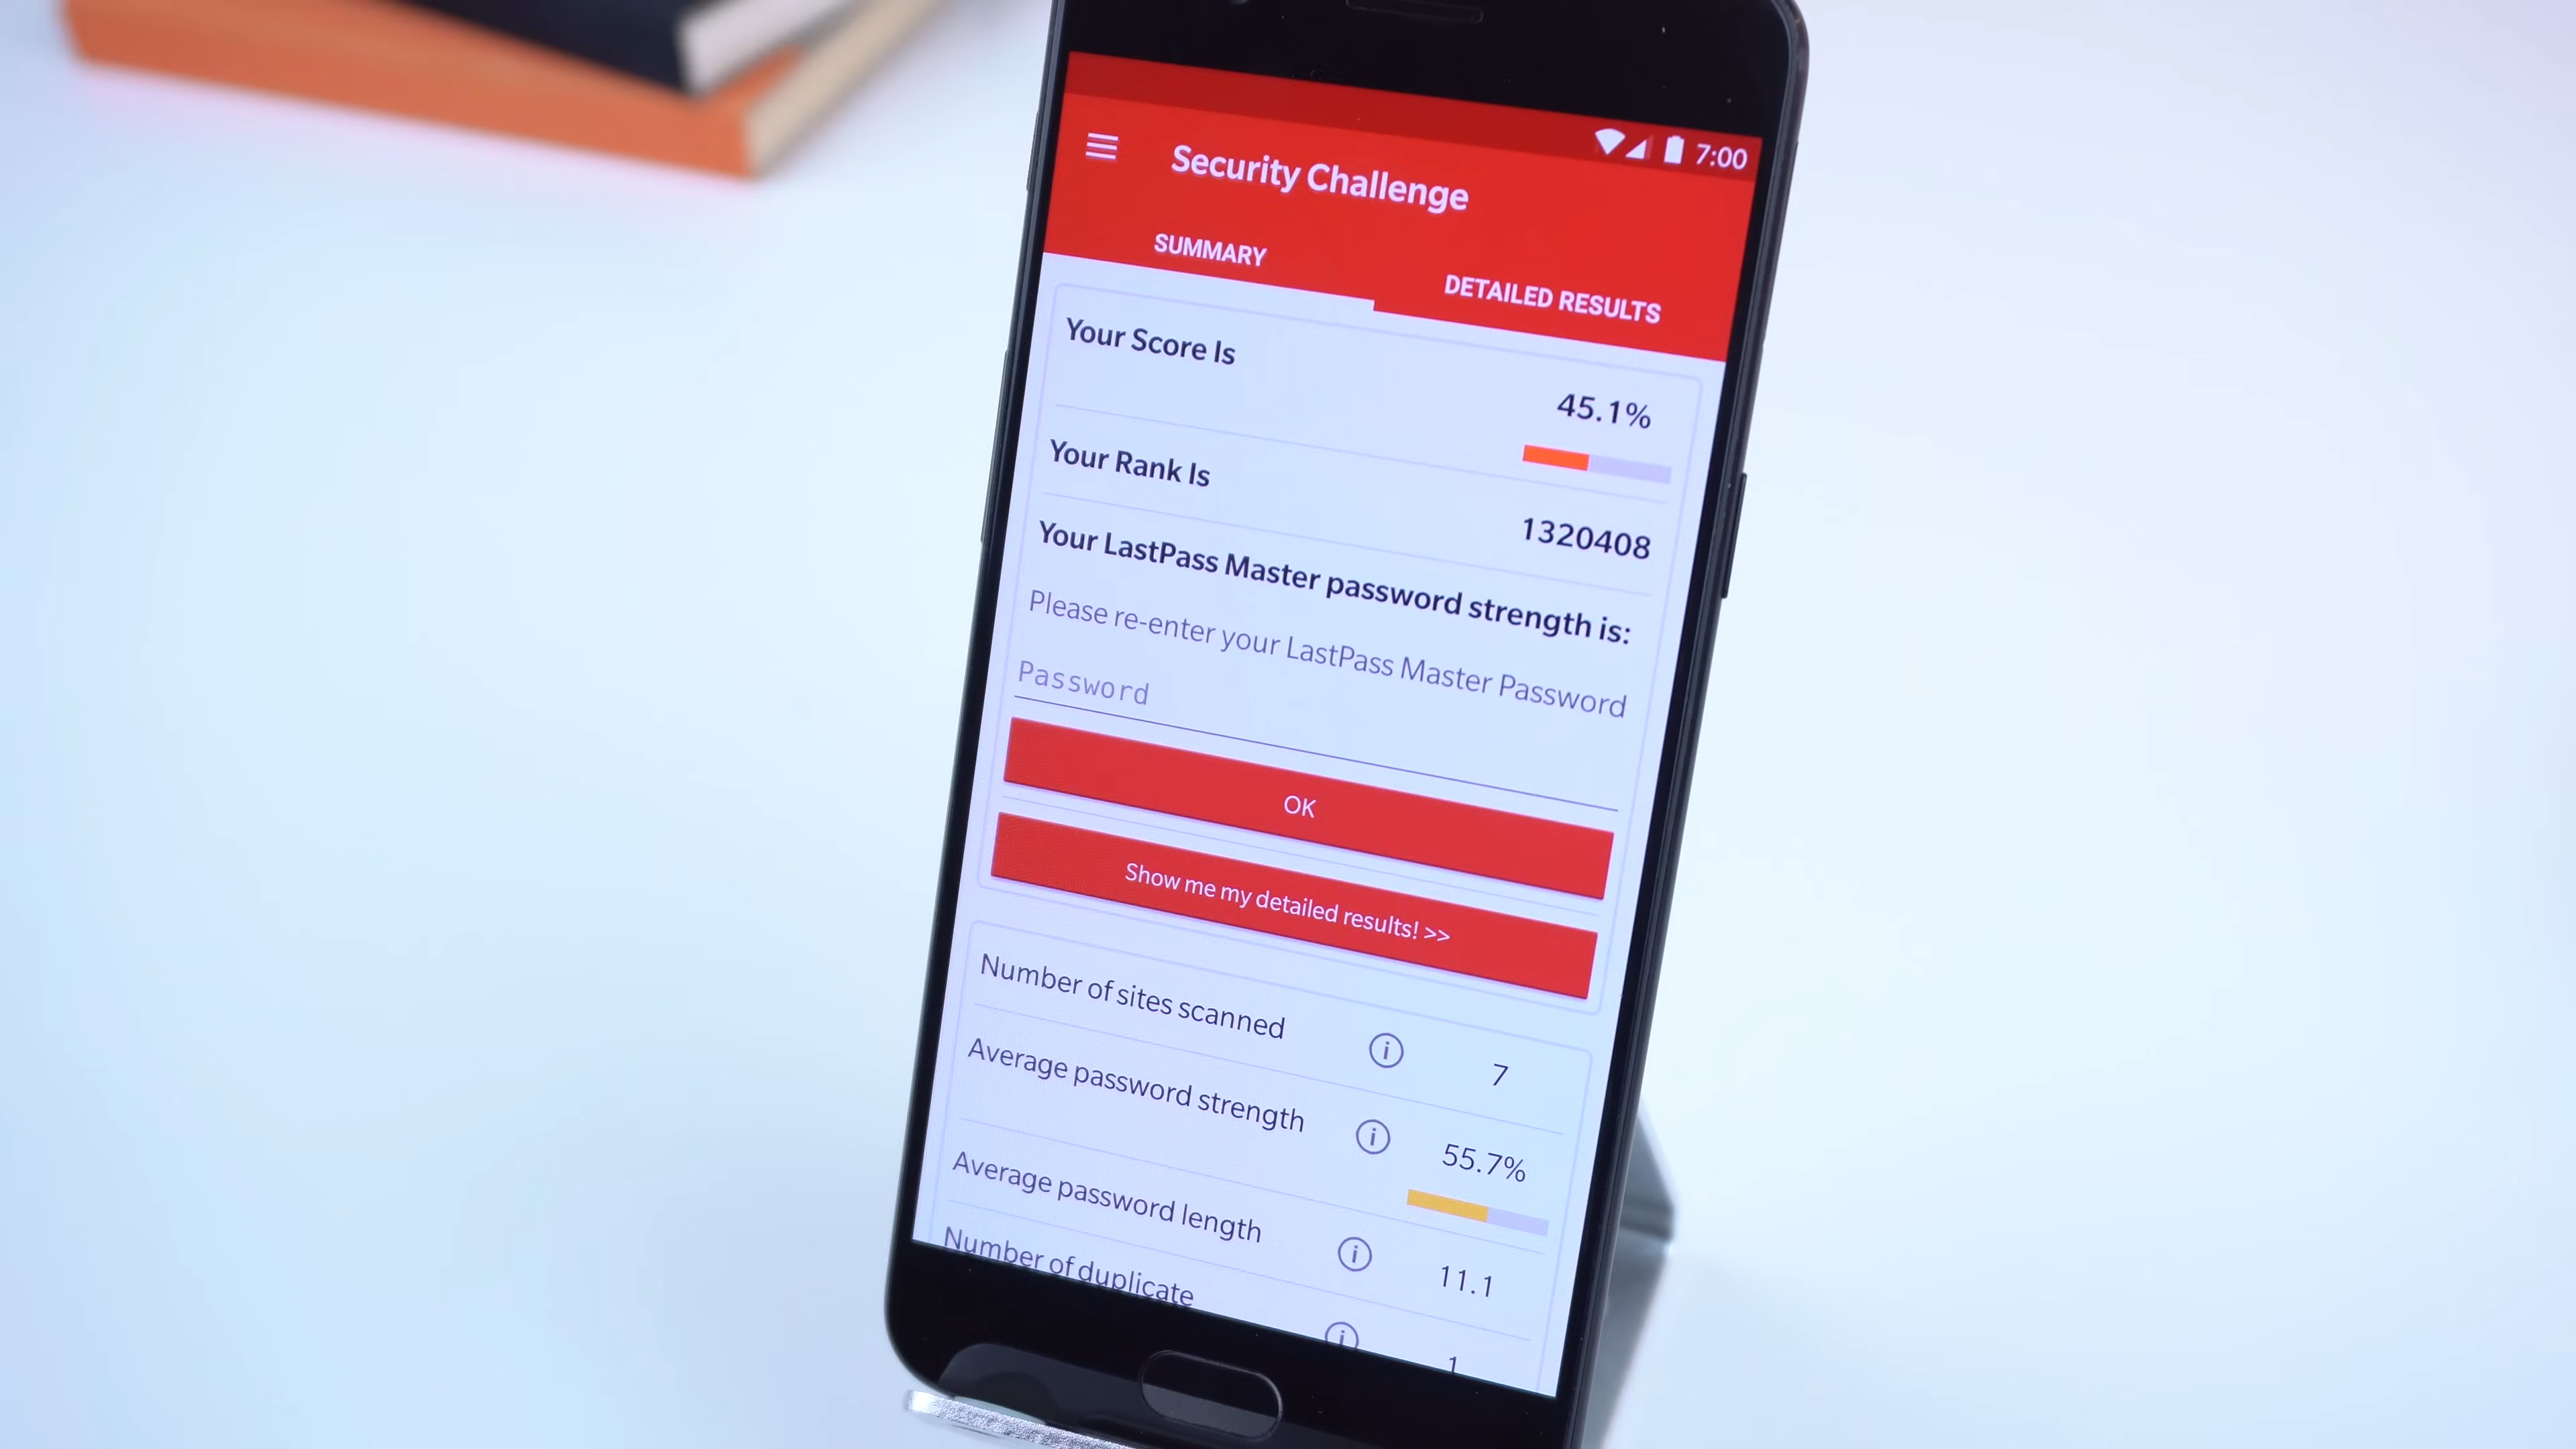 7:00
Security Challenge
SUMMARY
DETAILED RESULTS
Your Score Is
45.1%
Your Rank Is
1320408
Your LastPass Master password strength is:
Please re-enter your LastPass Master Password
Password
OK
Show me my detailed results! >>
Number of sites scanned
7
Average password strength
55.7%
Average password length
11.1
Number of duplicate
1